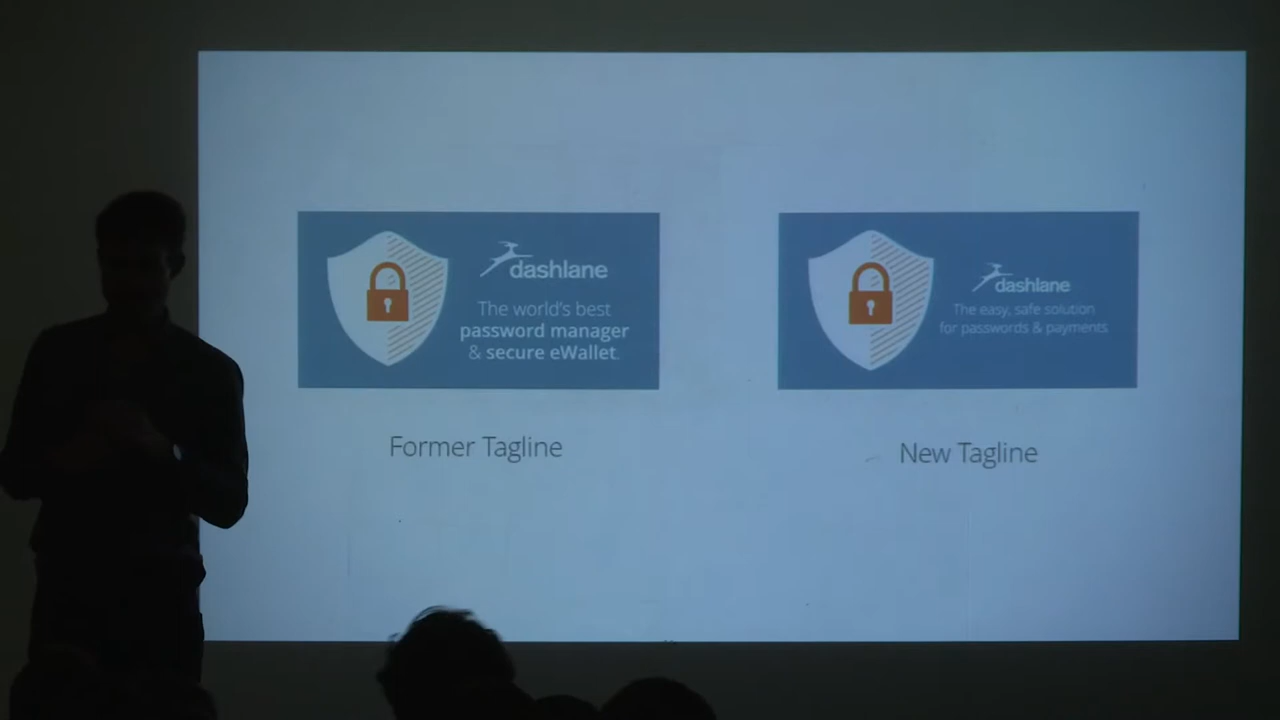 dashlane
The world's best
password manager
& secure eWallet.
Former Tagline
dashlane
The easy, safe solution
for passwords & payments
New Tagline